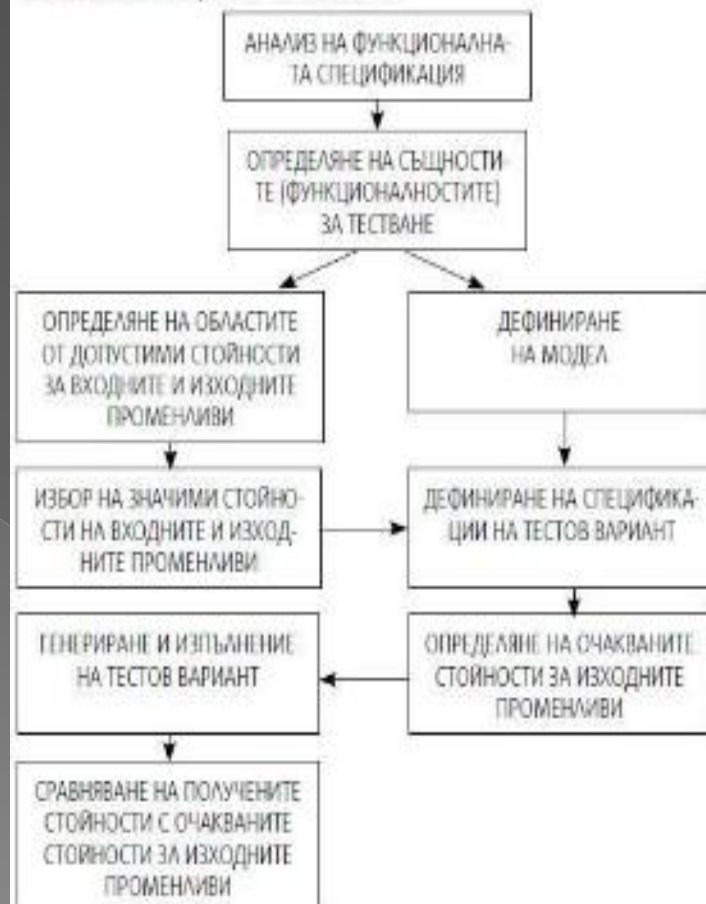 АНАЛИЗ НА ФУНКЦИОНАЛНА-
ТА СПЕЦИФИКАЦИЯ
ОПРЕДЕЛЯНЕ НА СЪЩНОСТИ-
ТЕ (ФУНКЦИОНАЛНОСТИТЕ)
ЗА ТЕСТВАНЕ
ОПРЕДЕЛЯНЕ НА ОБЛАСТИТЕ
ОТ ДОПУСТИМИ СТОЙНОСТИ
ЗА ВХОДНИТЕ И ИЗХОДНИТЕ
ПРОМЕНЛИВИ
ДЕФИНИРАНЕ
НА МОДЕЛ
ИЗБОР НА ЗНАЧИМИ СТОЙНО-
СТИ НА ВХОДНИТЕ И ИЗХОД-
НИТЕ ПРОМЕНЛИВИ
ДЕФИНИРАНЕ НА СПЕЦИФИКА-
ЦИИ НА ТЕСТОВ ВАРИАНТ
ГЕНЕРИРАНЕ И ИЗПЪЛНЕНИЕ
НА ТЕСТОВ ВАРИАНТ
ОПРЕДЕЛЯНЕ НА ОЧАКВАНИТЕ
СТОЙНОСТИ ЗА ИЗХОДНИТЕ
ПРОМЕНЛИВИ
СРАВНЯВАНЕ НА ПОЛУЧЕНИТЕ
СТОЙНОСТИ С ОЧАКВАНИТЕ
СТОЙНОСТИ ЗА ИЗХОДНИТЕ
ПРОМЕНЛИВИ